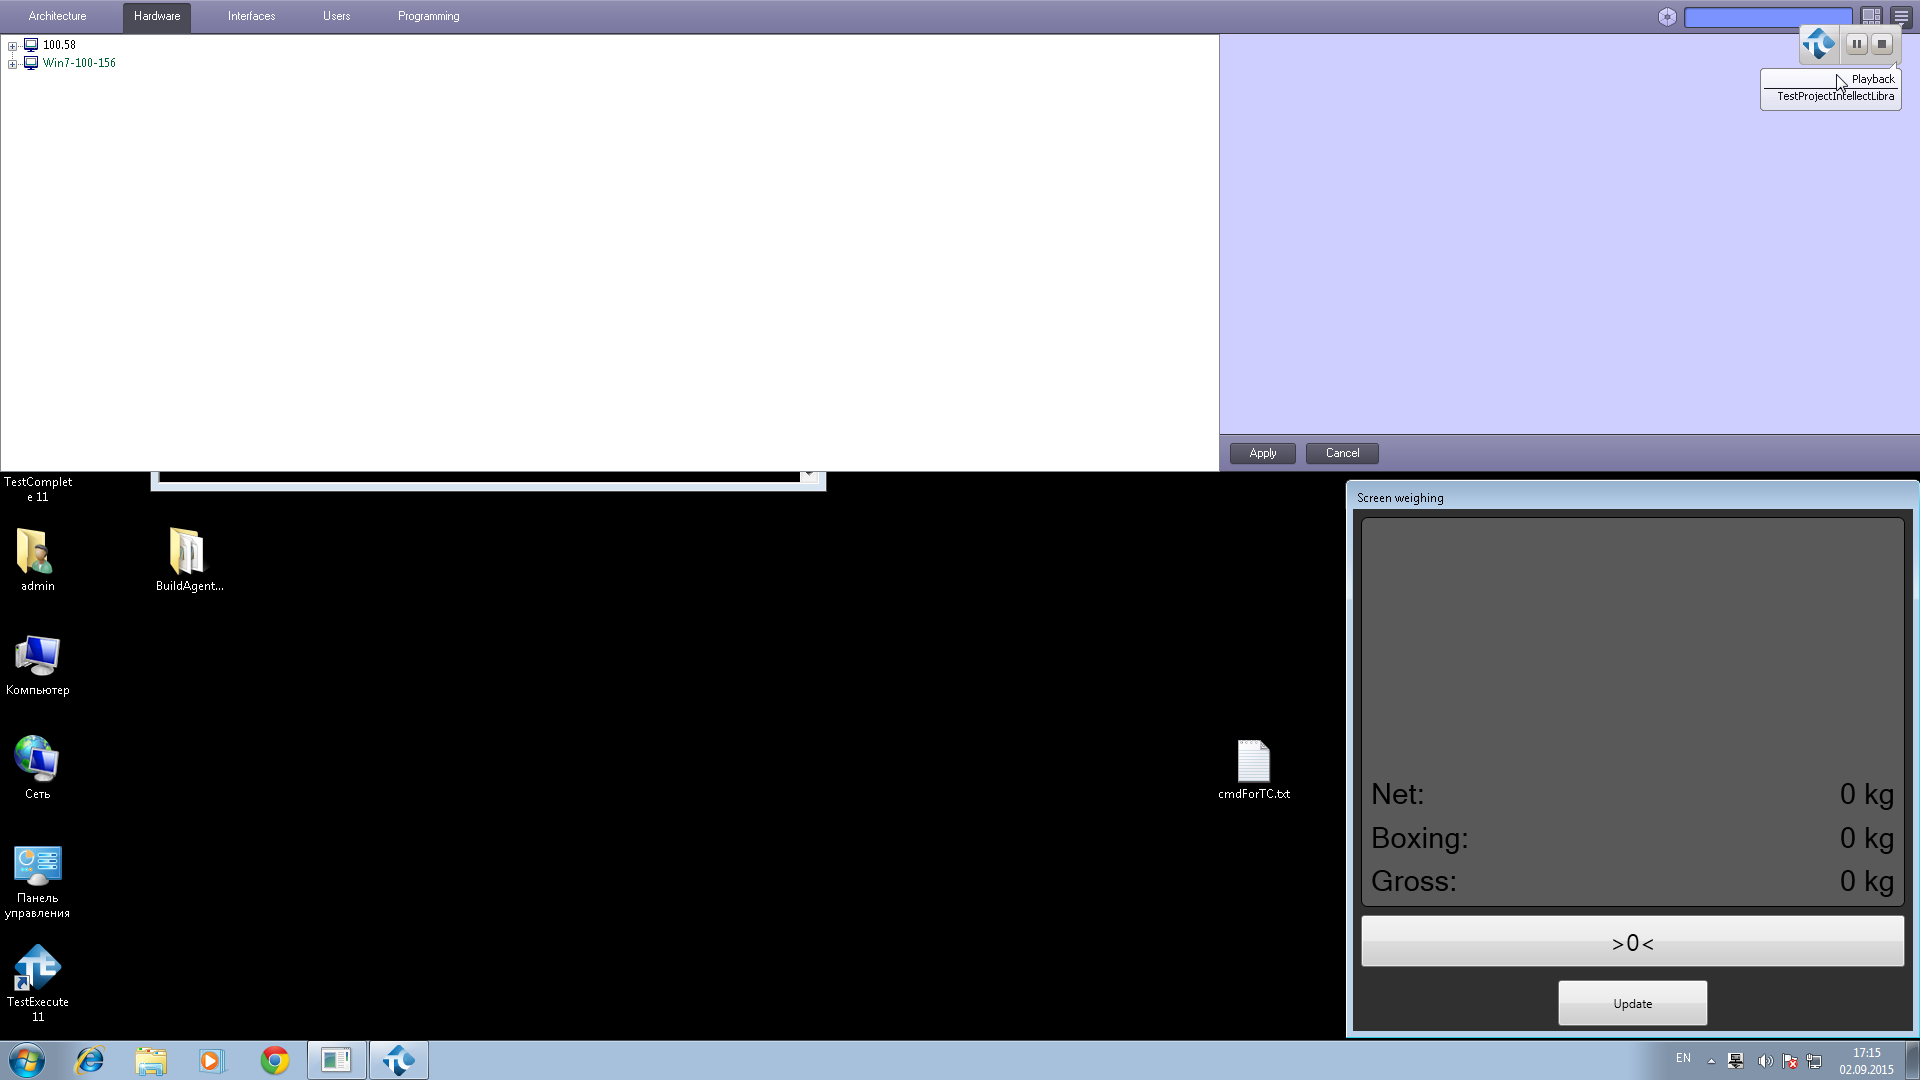 Architecture
Hardware
Interfaces
Users
Programming
100.58
Win7-100-156
Playback
TestProjectIntellectLibra
Apply
Cancel
TestComplet
e 11
admin
BuildAgent...
Компьютер
Сеть
cmdForTC.txt
Панель
управления
TestExecute
11
Screen weighing
Net: 0 kg
Boxing: 0 kg
Gross: 0 kg
>0<
Update
EN
17:15
02.09.2015